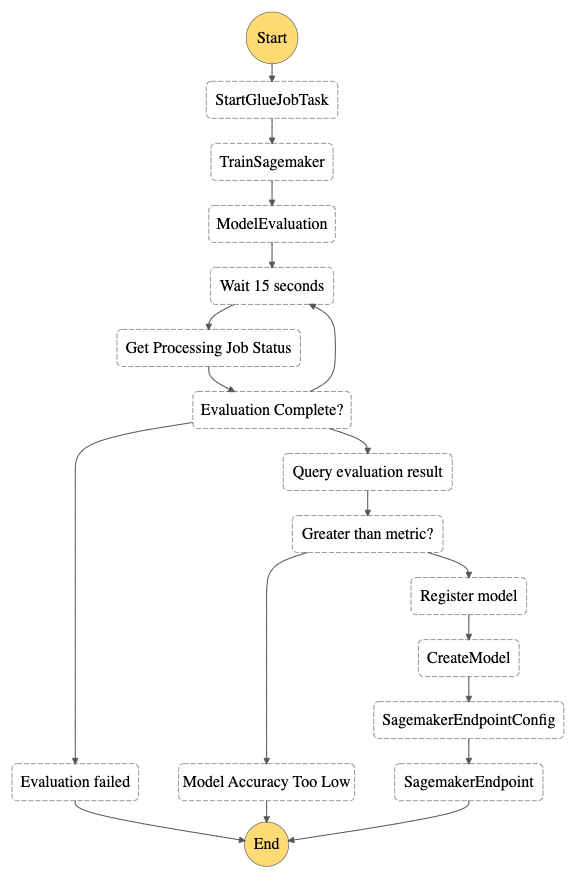 Start
StartGlueJobTask
TrainSagemaker
ModelEvaluation
Wait 15 seconds
Get Processing Job Status
Evaluation Complete?
Query evaluation result
Greater than metric?
Register model
CreateModel
SagemakerEndpointConfig
Evaluation failed
Model Accuracy Too Low
SagemakerEndpoint
End